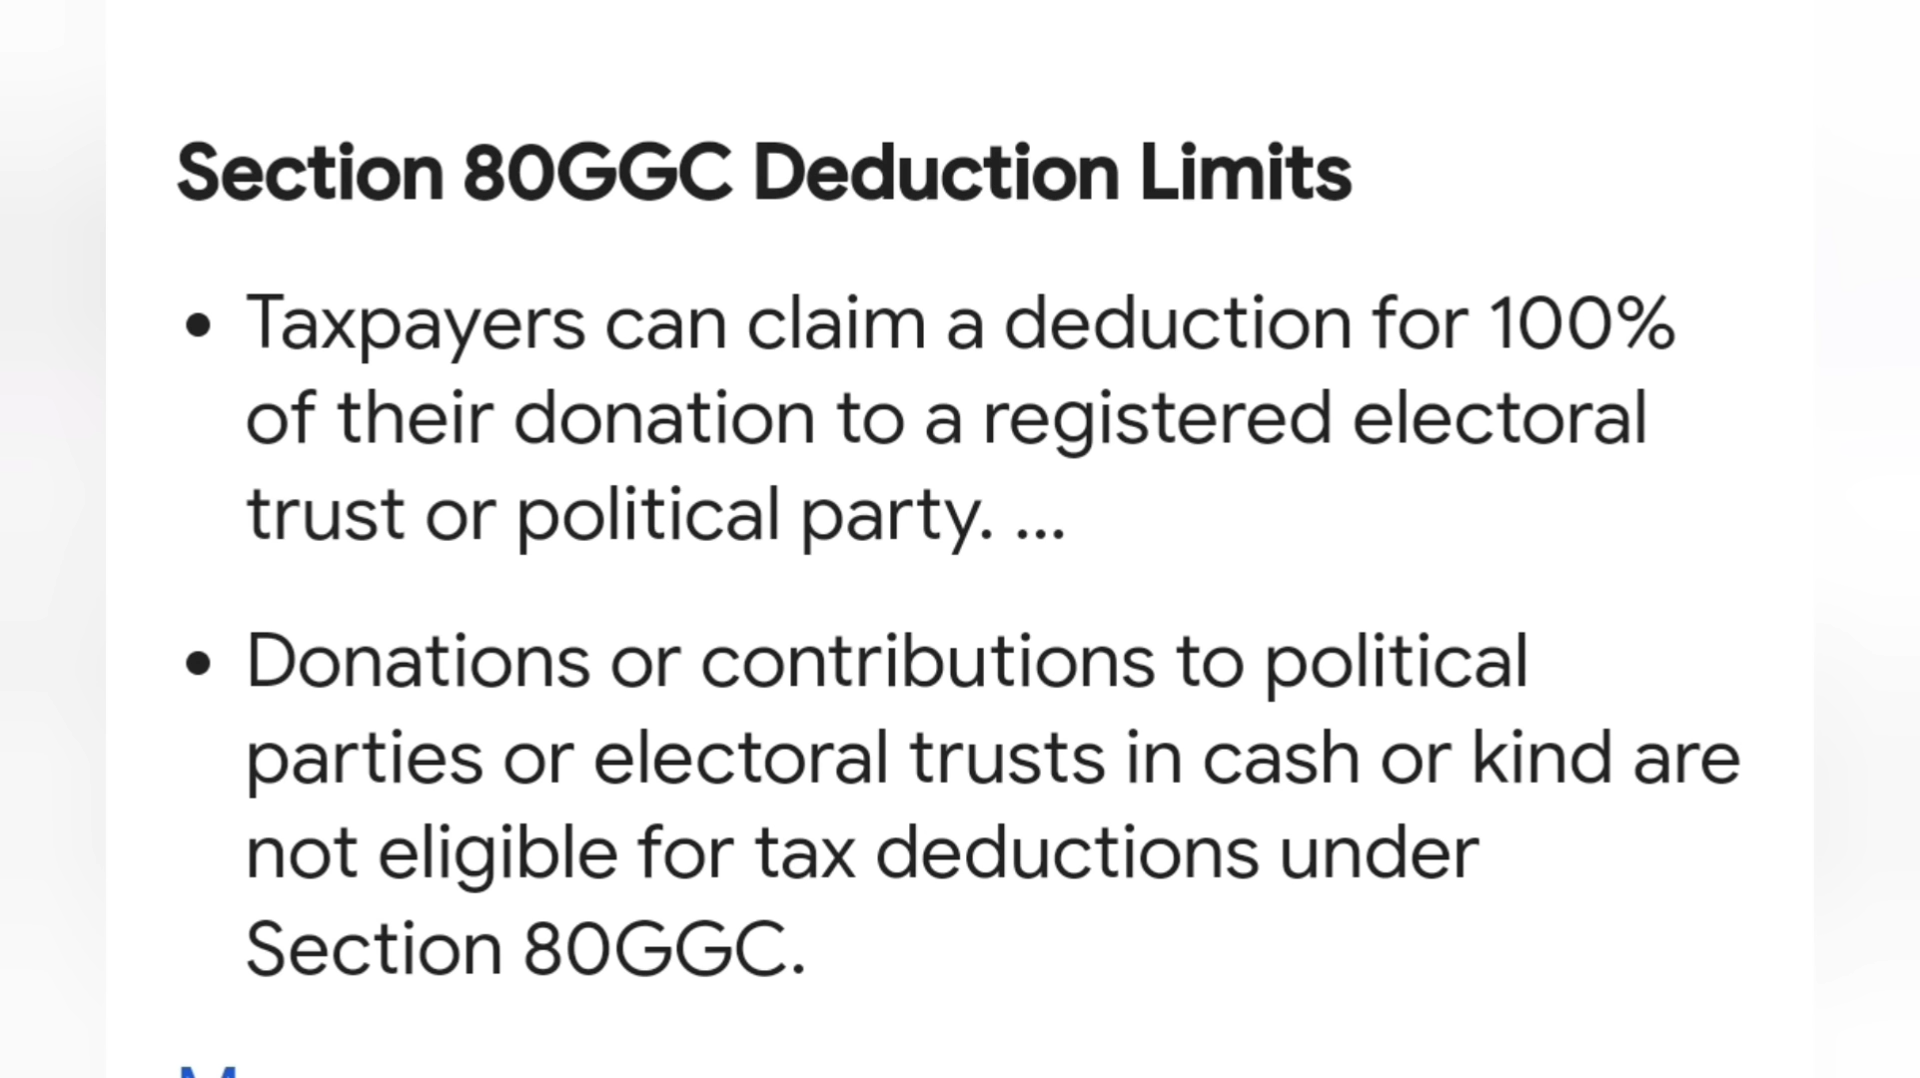 Section 80GGC Deduction Limits
• Taxpayers can claim a deduction for 100%
of their donation to a registered electoral
trust or political party. ...
• Donations or contributions to political
parties or electoral trusts in cash or kind are
not eligible for tax deductions under
Section 80GGC.